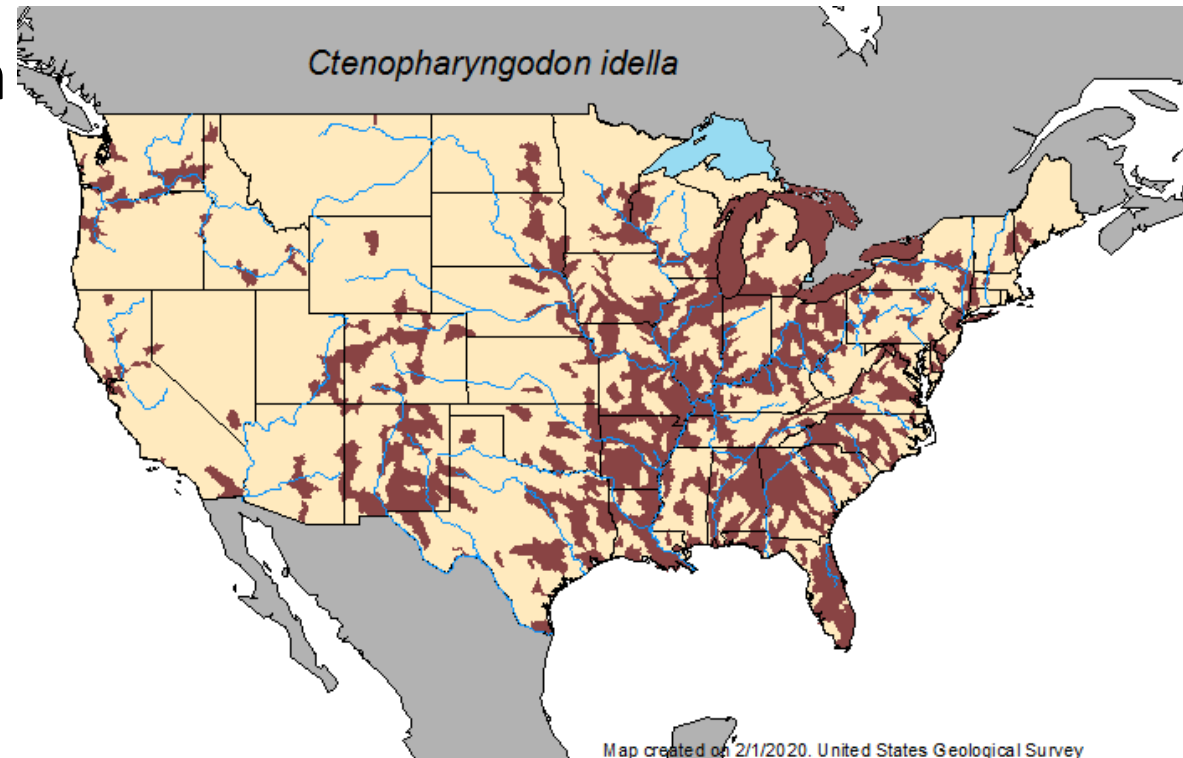 Ctenopharyngodon idella
Map created on 2/1/2020. United States Geological Survey